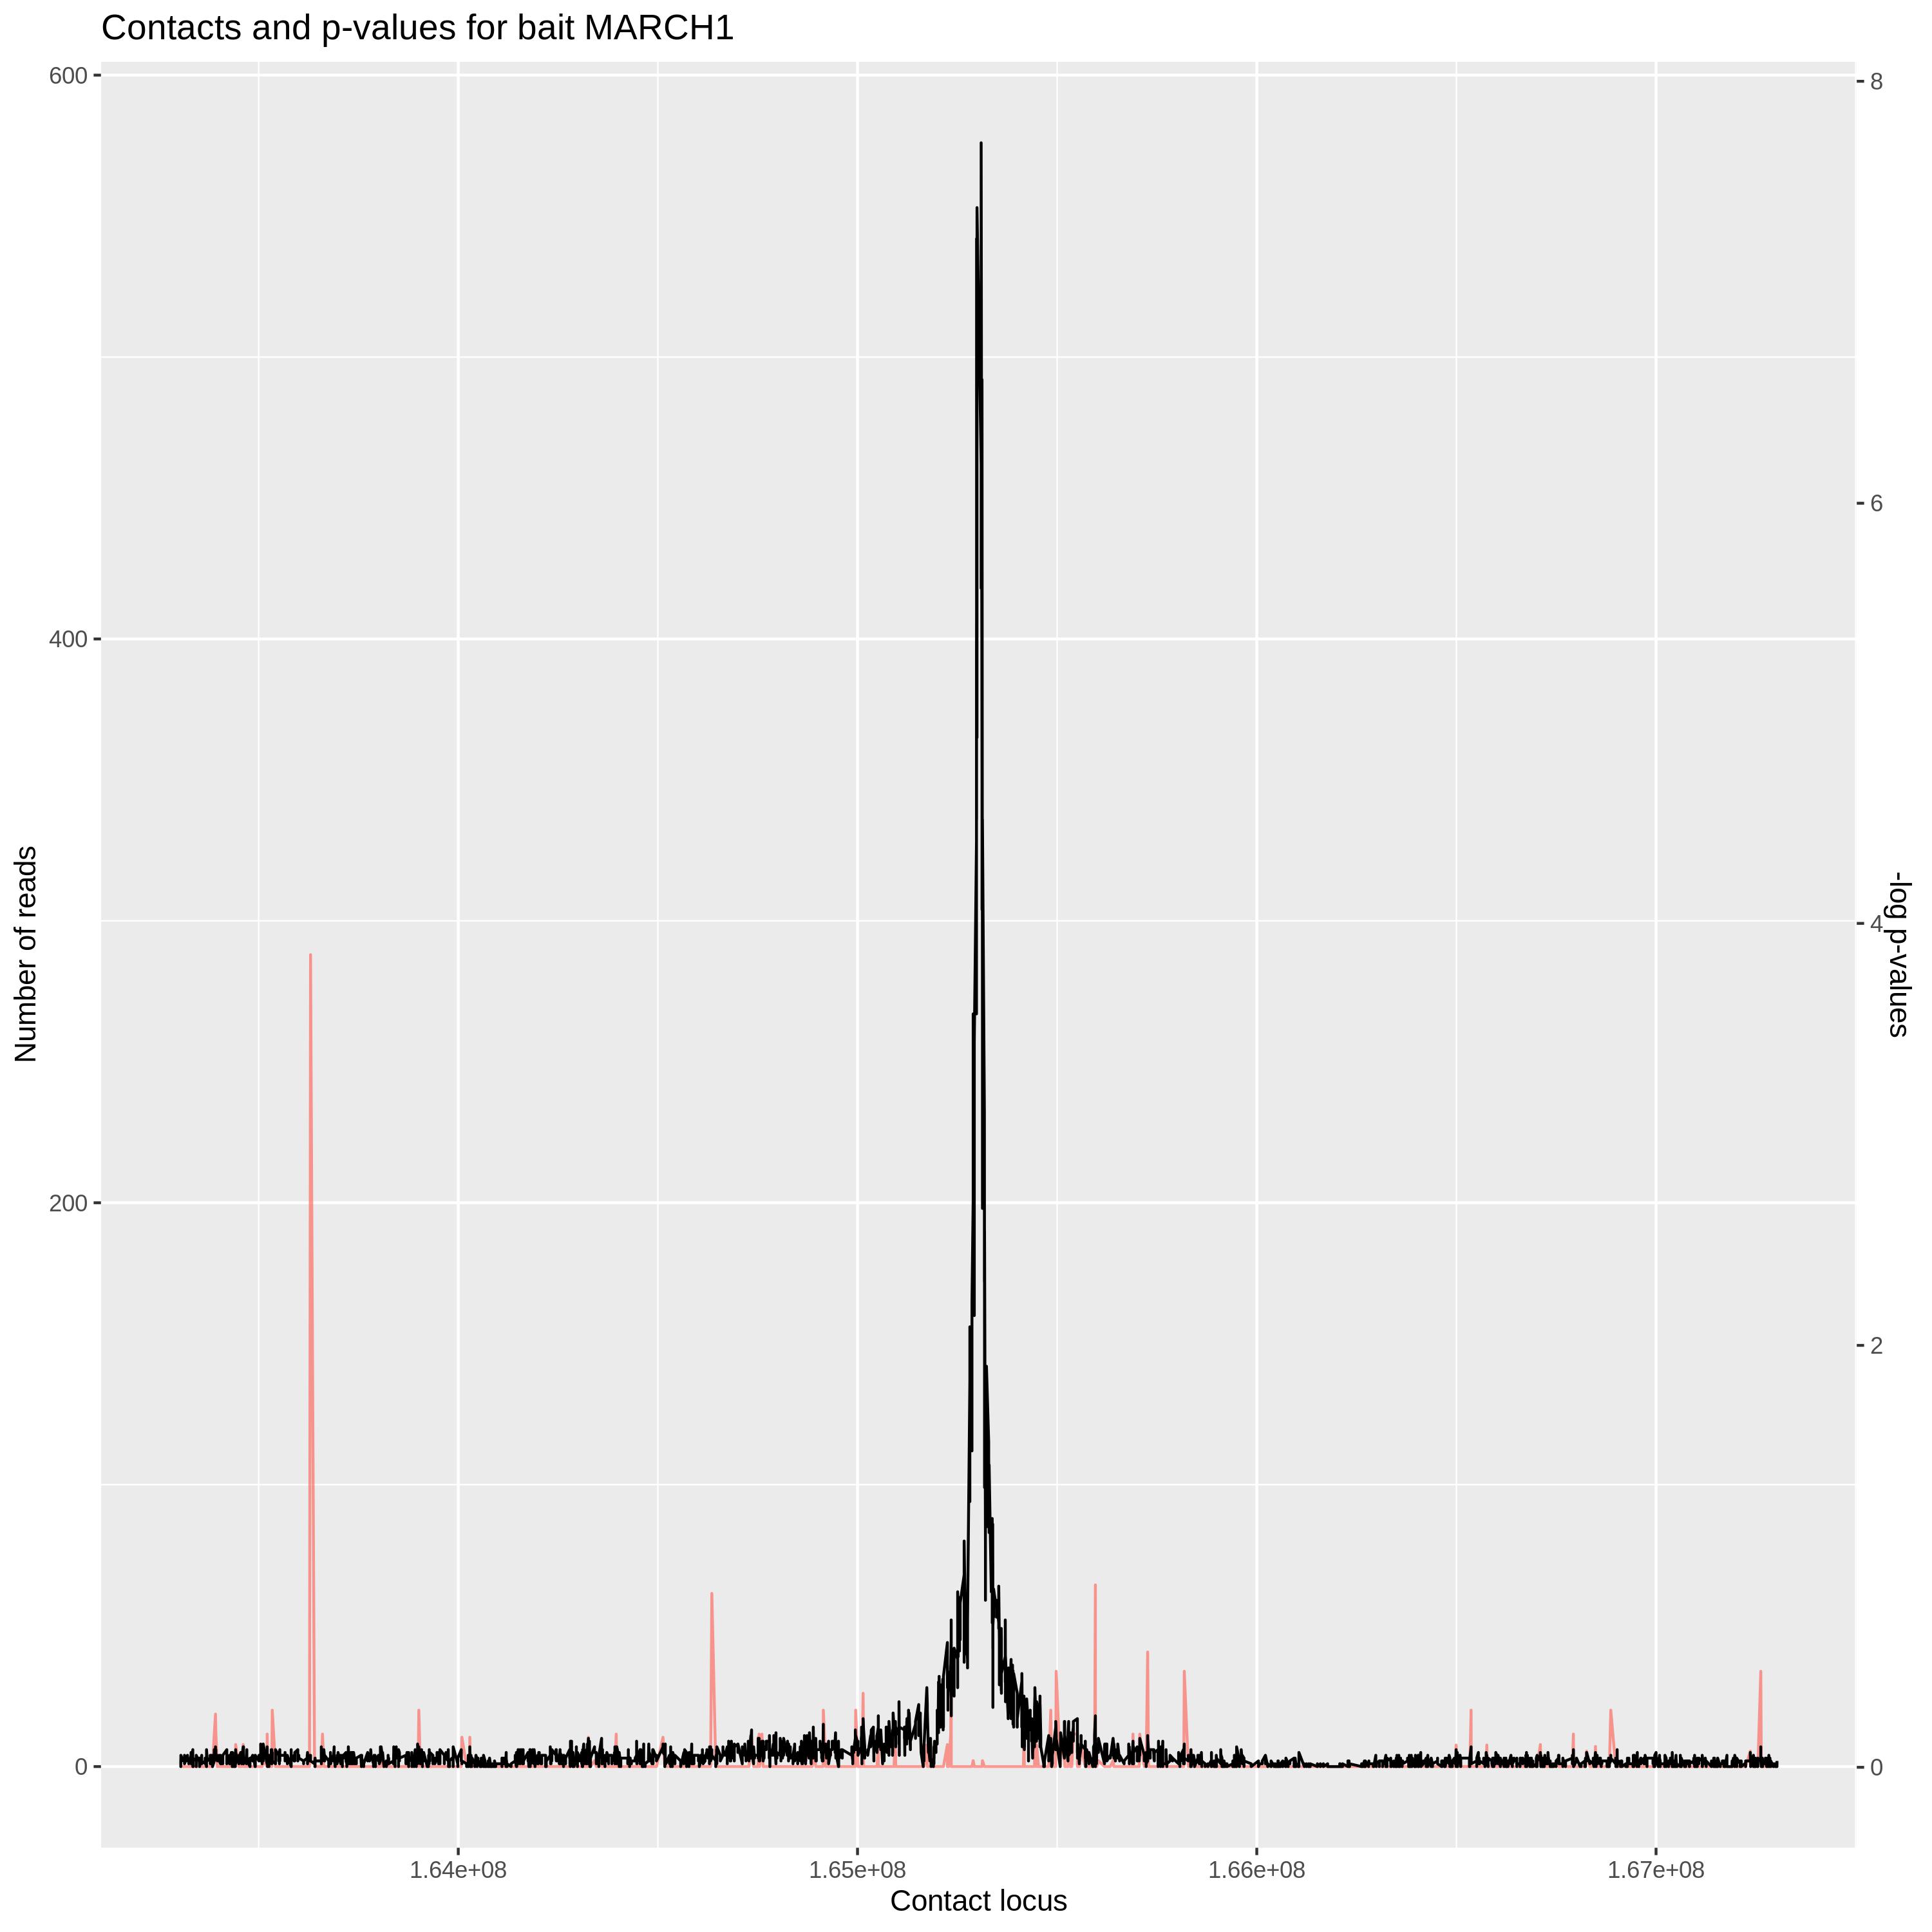 Contacts and p-values for bait MARCH1
600
400
200
0
Number of reads
8
6
4
2
0
-log p-values
1.64e+08 1.65e+08 1.66e+08 1.67e+08
Contact locus